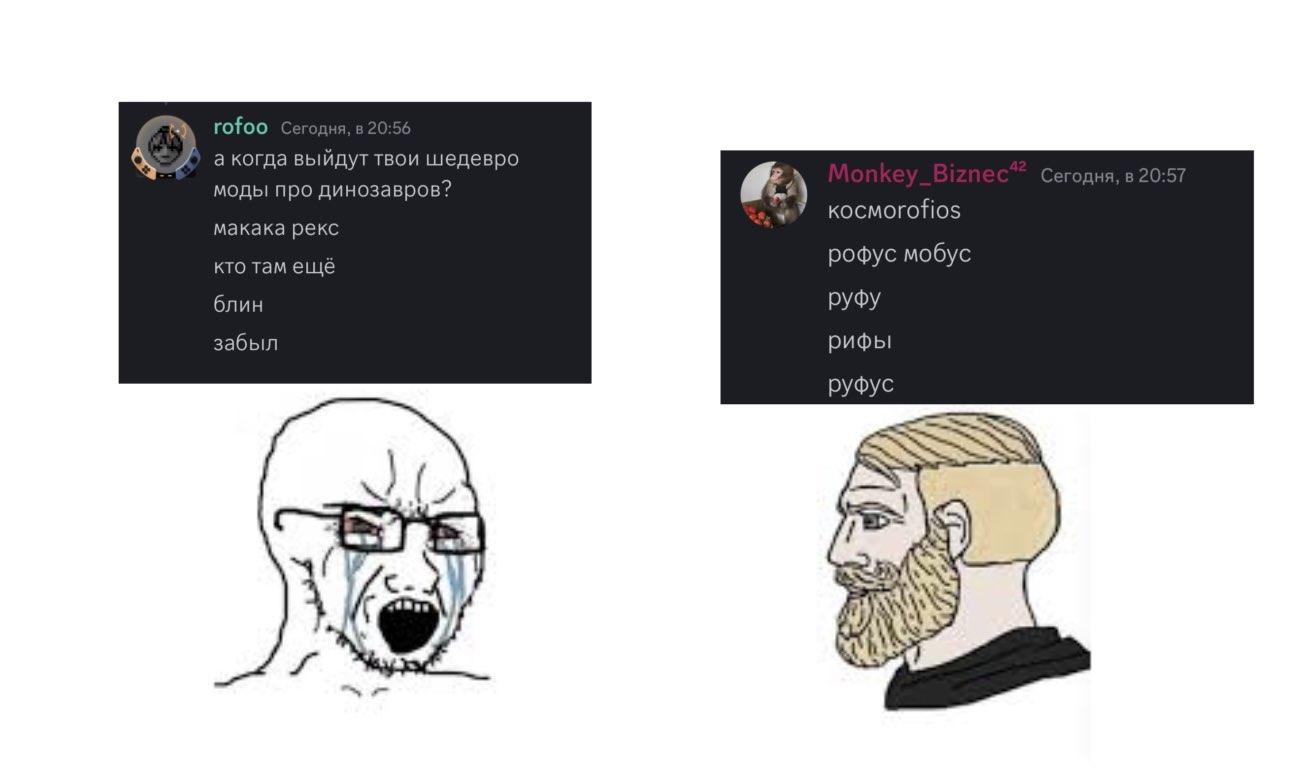 rofoo Сегодня, в 20:56
а когда выйдут твои шедевро
моды про динозавров?
макака рекс
кто там ещё
блин
забыл
Monkey_Biznec⁴² Сегодня, в 20:57
космоrofios
рофус мобус
руфу
рифы
руфус